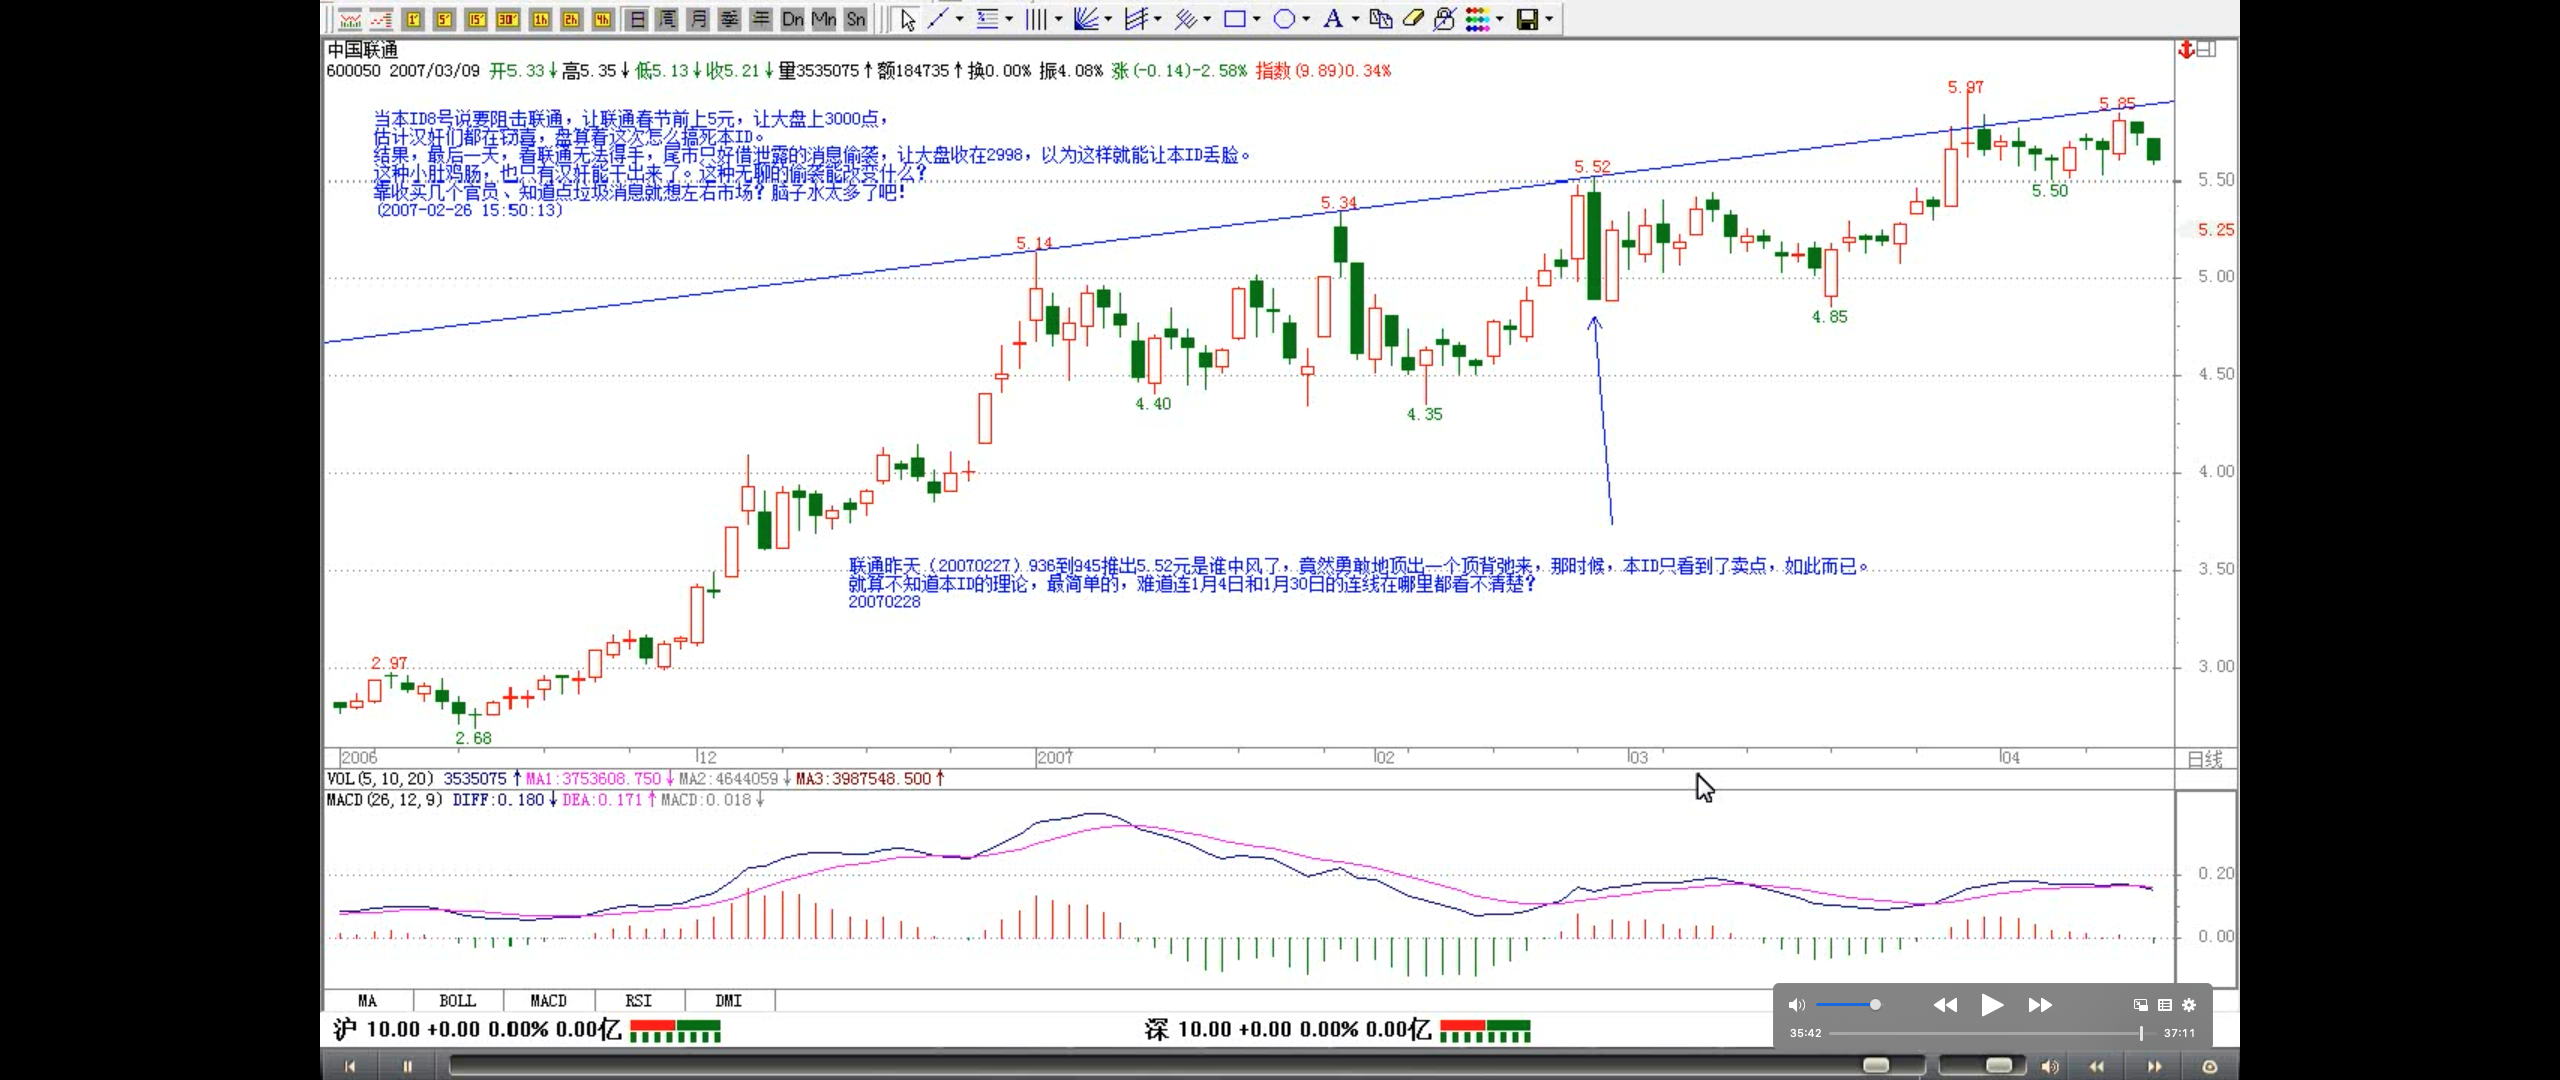 1' 5' 15' 30' 1h 2h 4h 日 周 月 季 年 Dn Mn Sn A
中国联通
600050 2007/03/09 开5.33↓高5.35↓低5.13↓收5.21↓量3535075↑额184735↑换0.00% 振4.08% 涨(-0.14)-2.58% 指数(9.89)0.34%
当本ID8号说要阻击联通，让联通春节前上5元，让大盘上3000点，
估计汉奸们都在窃喜，盘算着这次怎么搞死本ID。
结果，最后一天，看联通无法得手，尾市只好借泄露的消息偷袭，让大盘收在2998，以为这样就能让本ID丢脸。
这种小肚鸡肠，也只有汉奸能干出来了。这种无聊的偷袭能改变什么？
靠收买几个官员、知道点垃圾消息就想左右市场？脑子水太多了吧！
(2007-02-26 15:50:13)
5.97
5.85
5.52
5.50
5.50
5.34
5.25
5.14
5.00
4.85
4.50
4.40
4.35
4.00
联通昨天（20070227）936到945推出5.52元是谁中风了，竟然勇敢地顶出一个顶背弛来，那时候，本ID只看到了卖点，如此而已。
就算不知道本ID的理论，最简单的，难道连1月4日和1月30日的连线在哪里都看不清楚？
20070228
3.50
2.97
3.00
2.68
2006 12 2007 02 03 04 日线
VOL(5,10,20) 3535075↑MA1:3753608.750↓MA2:4644059↓MA3:3987548.500↑
MACD(26,12,9) DIFF:0.180↓DEA:0.171↑MACD:0.018↓
0.20
0.00
MA BOLL MACD RSI DMI
沪 10.00 +0.00 0.00% 0.00亿 深 10.00 +0.00 0.00% 0.00亿
35:42 37:11